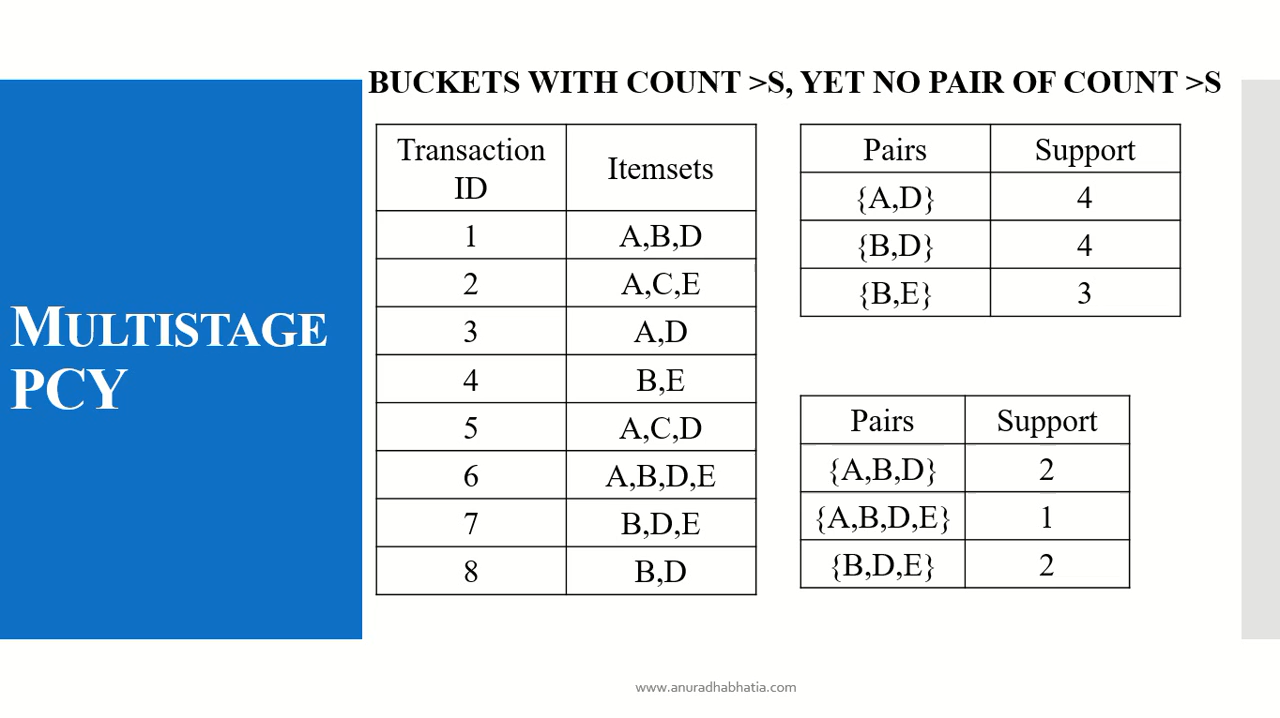 BUCKETS WITH COUNT >S, YET NO PAIR OF COUNT >S
MULTISTAGE
PCY
Transaction
ID
Itemsets
1 A,B,D
2 A,C,E
3 A,D
4 B,E
5 A,C,D
6 A,B,D,E
7 B,D,E
8 B,D
Pairs Support
{A,D} 4
{B,D} 4
{B,E} 3
Pairs Support
{A,B,D} 2
{A,B,D,E} 1
{B,D,E} 2
www.anuradhabhatia.com